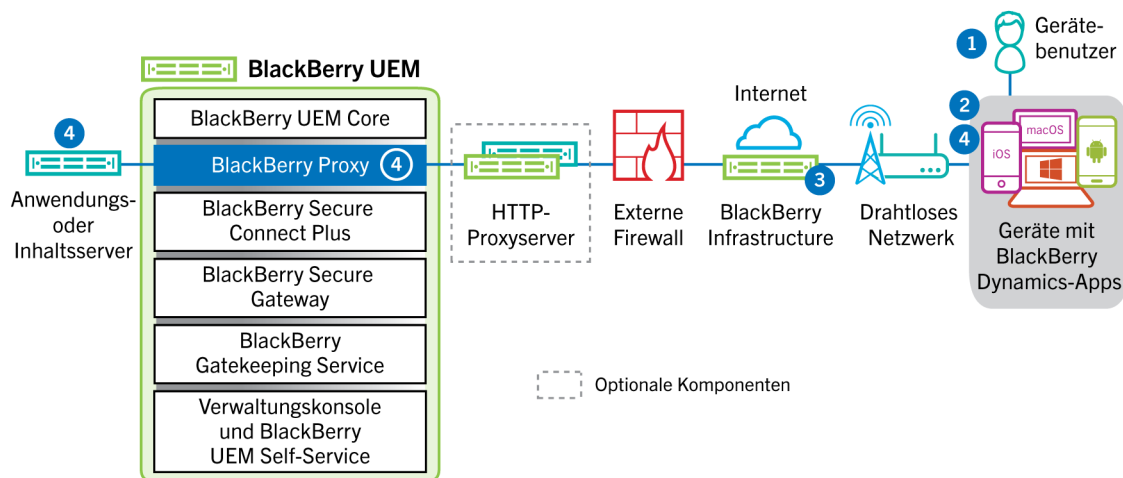 BlackBerry UEM
BlackBerry UEM Core
4
BlackBerry Proxy 4
BlackBerry Secure
Connect Plus
BlackBerry Secure
Gateway
BlackBerry
Gatekeeping Service
Verwaltungskonsole
und BlackBerry
UEM Self-Service
Anwendungs-
oder
Inhaltsserver
HTTP-
Proxyserver
Externe
Firewall
Internet
3
BlackBerry
Infrastructure
Drahtloses
Netzwerk
1
Geräte-
benutzer
2
4
macOS
iOS
Geräte mit
BlackBerry
Dynamics-Apps
Optionale Komponenten